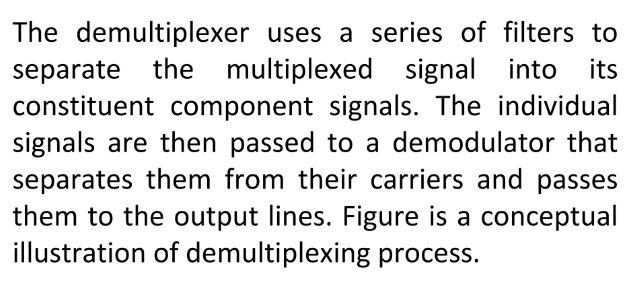 The demultiplexer uses a series of filters to
separate the multiplexed signal into its
constituent component signals. The individual
signals are then passed to a demodulator that
separates them from their carriers and passes
them to the output lines. Figure is a conceptual
illustration of demultiplexing process.